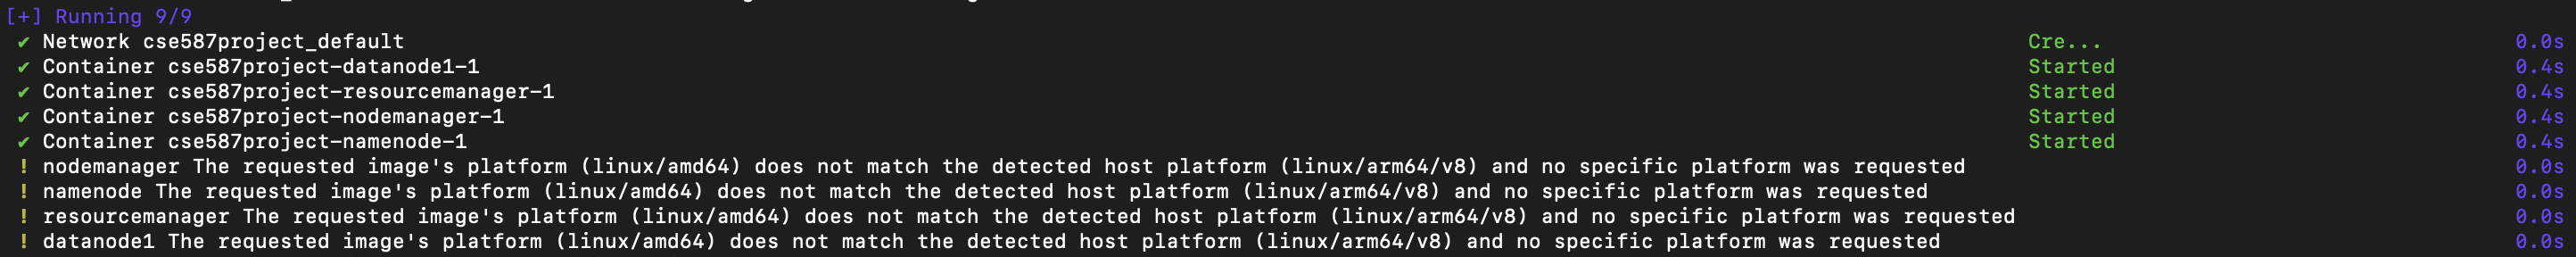 [+] Running 9/9
✔ Network cse587project_default Cre... 0.0s
✔ Container cse587project-datanode1-1 Started 0.4s
✔ Container cse587project-resourcemanager-1 Started 0.4s
✔ Container cse587project-nodemanager-1 Started 0.4s
✔ Container cse587project-namenode-1 Started 0.4s
! nodemanager The requested image's platform (linux/amd64) does not match the detected host platform (linux/arm64/v8) and no specific platform was requested 0.0s
! namenode The requested image's platform (linux/amd64) does not match the detected host platform (linux/arm64/v8) and no specific platform was requested 0.0s
! resourcemanager The requested image's platform (linux/amd64) does not match the detected host platform (linux/arm64/v8) and no specific platform was requested 0.0s
! datanode1 The requested image's platform (linux/amd64) does not match the detected host platform (linux/arm64/v8) and no specific platform was requested 0.0s